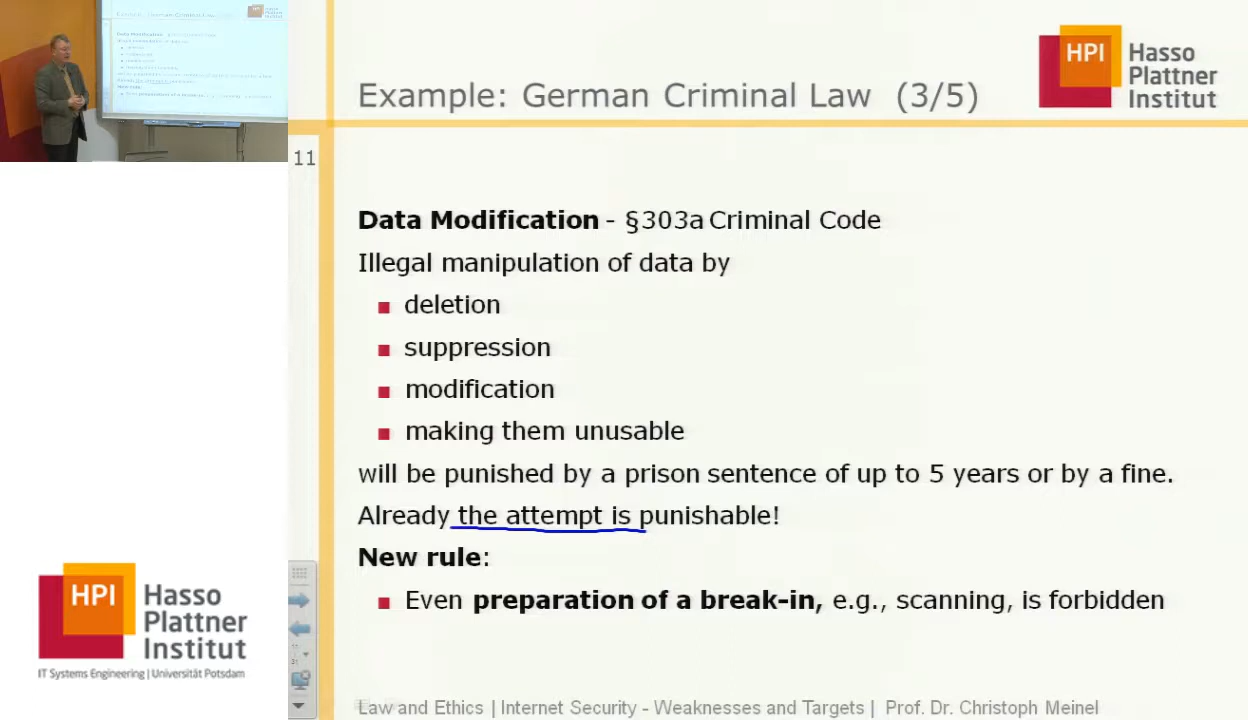 Example: German Criminal Law (3/5)
HPI Hasso
Plattner
Institut
11
Data Modification - §303a Criminal Code
Illegal manipulation of data by
deletion
suppression
modification
making them unusable
will be punished by a prison sentence of up to 5 years or by a fine.
Already the attempt is punishable!
New rule:
Even preparation of a break-in, e.g., scanning, is forbidden
HPI Hasso
Plattner
Institut
IT Systems Engineering | Universität Potsdam
Law and Ethics | Internet Security - Weaknesses and Targets | Prof. Dr. Christoph Meinel